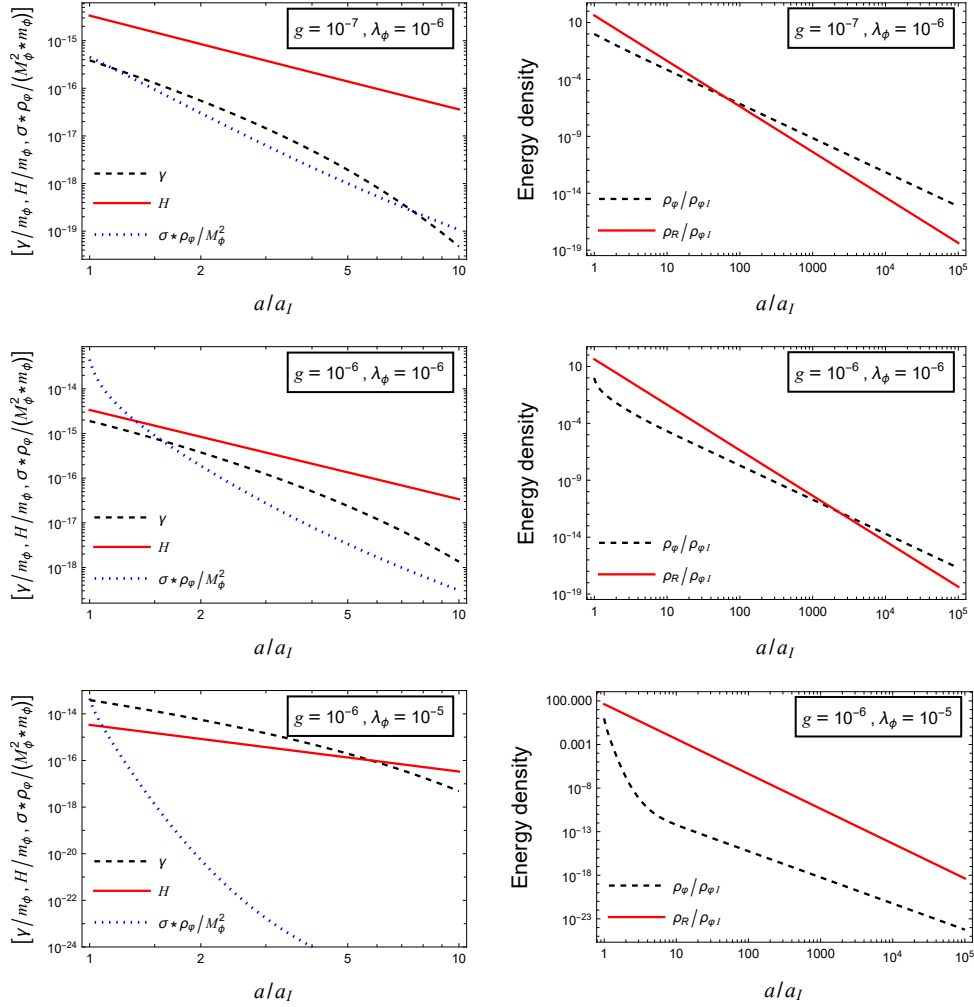 [γ/m_ϕ , H/m_ϕ , σ*ρ_φ/(M_ϕ^2*m_ϕ)]
10^-15
10^-16
10^-17
10^-18
10^-19
g = 10^-7 , λ_ϕ = 10^-6
γ
H
σ*ρ_φ/M_ϕ^2
1 2 5 10
a/a_I
Energy density
10
10^-4
10^-9
10^-14
10^-19
g = 10^-7 , λ_ϕ = 10^-6
ρ_φ/ρ_φI
ρ_R/ρ_φI
1 10 100 1000 10^4 10^5
a/a_I
[γ/m_ϕ , H/m_ϕ , σ*ρ_φ/(M_ϕ^2*m_ϕ)]
10^-14
10^-15
10^-16
10^-17
10^-18
g = 10^-6 , λ_ϕ = 10^-6
γ
H
σ*ρ_φ/M_ϕ^2
1 2 5 10
a/a_I
Energy density
10
10^-4
10^-9
10^-14
10^-19
g = 10^-6 , λ_ϕ = 10^-6
ρ_φ/ρ_φI
ρ_R/ρ_φI
1 10 100 1000 10^4 10^5
a/a_I
[γ/m_ϕ , H/m_ϕ , σ*ρ_φ/(M_ϕ^2*m_ϕ)]
10^-14
10^-16
10^-18
10^-20
10^-22
10^-24
g = 10^-6 , λ_ϕ = 10^-5
γ
H
σ*ρ_φ/M_ϕ^2
1 2 5 10
a/a_I
Energy density
100.000
0.001
10^-8
10^-13
10^-18
10^-23
g = 10^-6 , λ_ϕ = 10^-5
ρ_φ/ρ_φI
ρ_R/ρ_φI
1 10 100 1000 10^4 10^5
a/a_I